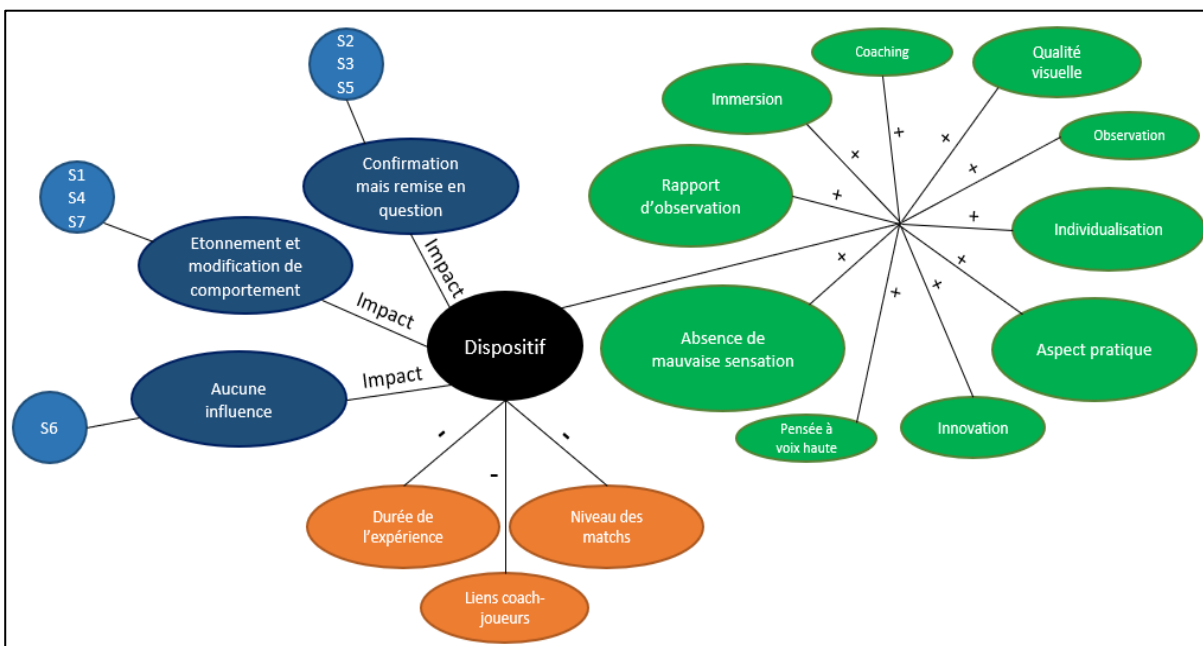 S2
S3
S5
Coaching
Qualité
visuelle
Immersion
Observation
Confirmation
mais remise en
question
S1
S4
S7
Rapport
d’observation
Individualisation
Etonnement et
modification de
comportement
Impact
Impact
Dispositif
Absence de
mauvaise sensation
Aspect pratique
Impact
Aucune
influence
S6
Pensée à
voix haute
Innovation
+
+
+
+
+
+
+
+
+
+
-
-
-
Durée de
l’expérience
Niveau des
matchs
Liens coach-
joueurs